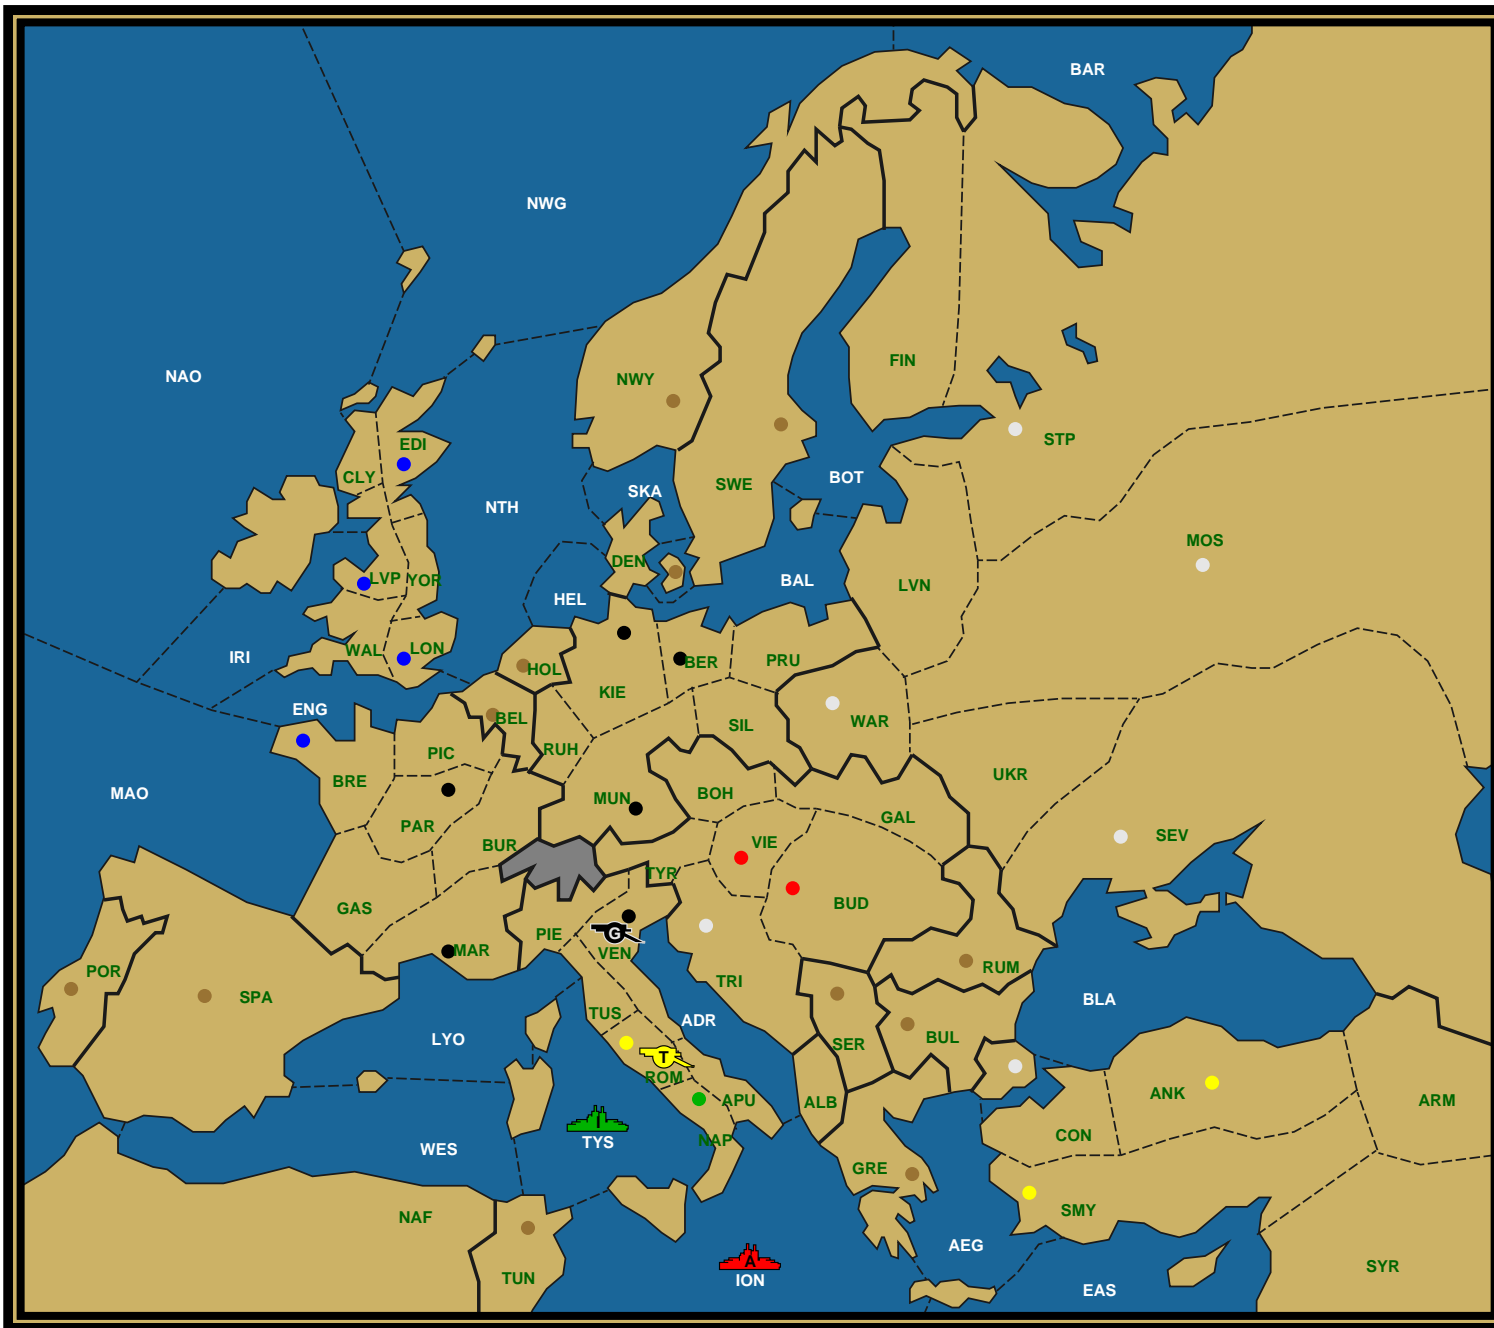 BAR
NWG
NAO
FIN
NWY
STP
EDI
CLY
SWE
BOT
SKA
NTH
MOS
DEN
BAL
LVN
LVP
YOR
HEL
IRI
WAL
LON
HOL
BER
PRU
KIE
ENG
BEL
WAR
SIL
PIC
RUH
BRE
UKR
MAO
MUN
BOH
GAL
PAR
SEV
BUR
VIE
TYR
GAS
BUD
G
PIE
MAR
VEN
POR
RUM
TRI
SPA
BLA
TUS
ADR
LYO
BUL
SER
T
ROM
ANK
APU
ALB
ARM
I
TYS
CON
NAP
WES
GRE
SMY
NAF
AEG
A
SYR
TUN
ION
EAS